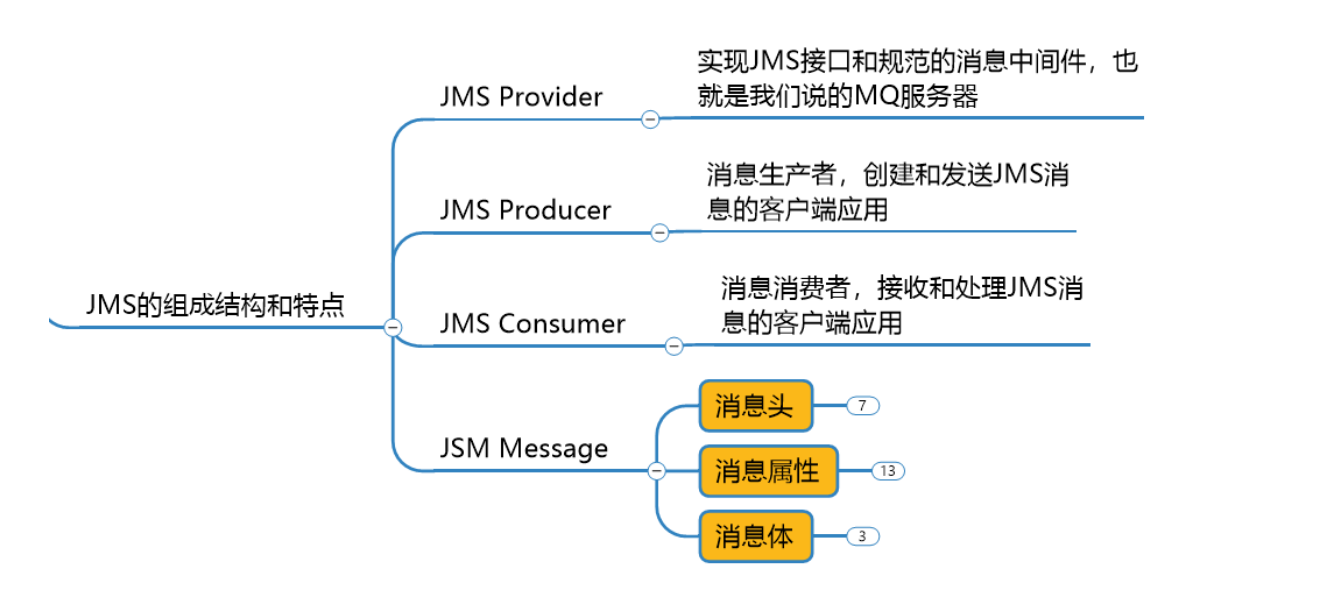 JMS的组成结构和特点
JMS Provider
实现JMS接口和规范的消息中间件，也
就是我们说的MQ服务器
JMS Producer
消息生产者，创建和发送JMS消
息的客户端应用
JMS Consumer
消息消费者，接收和处理JMS消
息的客户端应用
JSM Message
消息头
7
消息属性
13
消息体
3